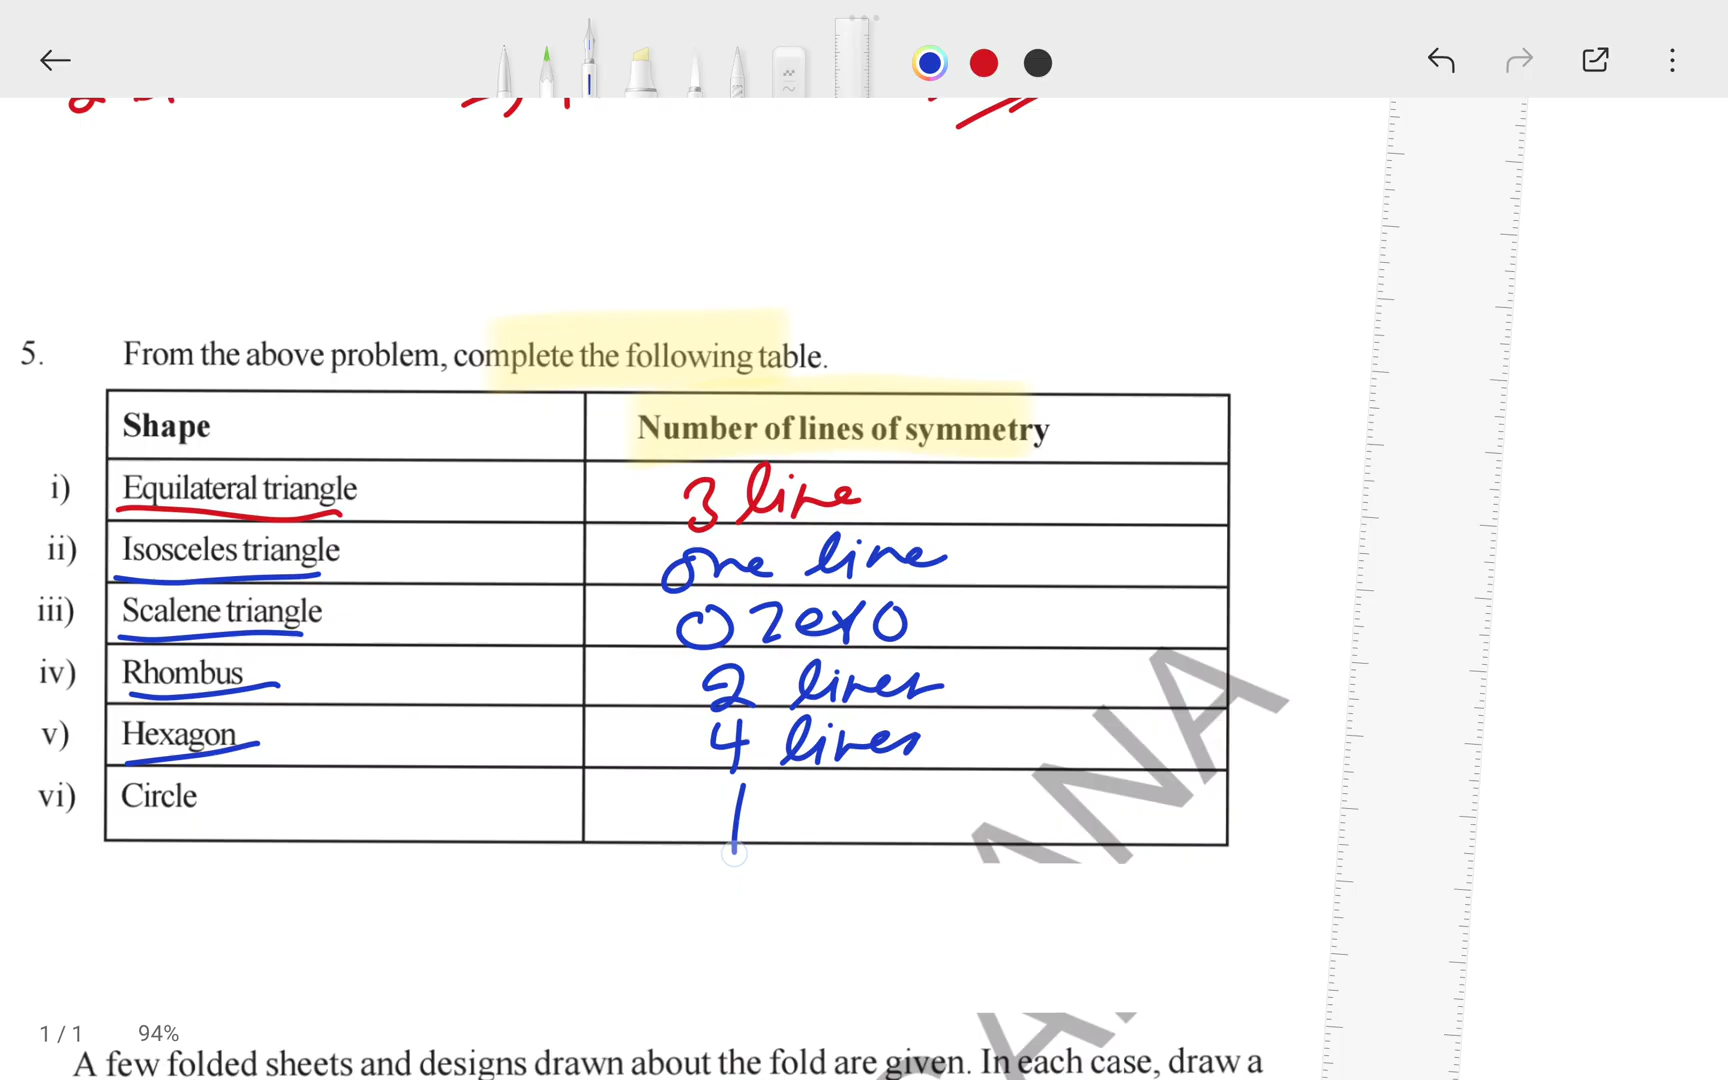 5. From the above problem, complete the following table.
Shape Number of lines of symmetry
i) Equilateral triangle 3 line
ii) Isosceles triangle one line
iii) Scalene triangle 0 zero
iv) Rhombus 2 lines
v) Hexagon 4 lines
vi) Circle
ANA
1 / 1 94%
A few folded sheets and designs drawn about the fold are given. In each case, draw a